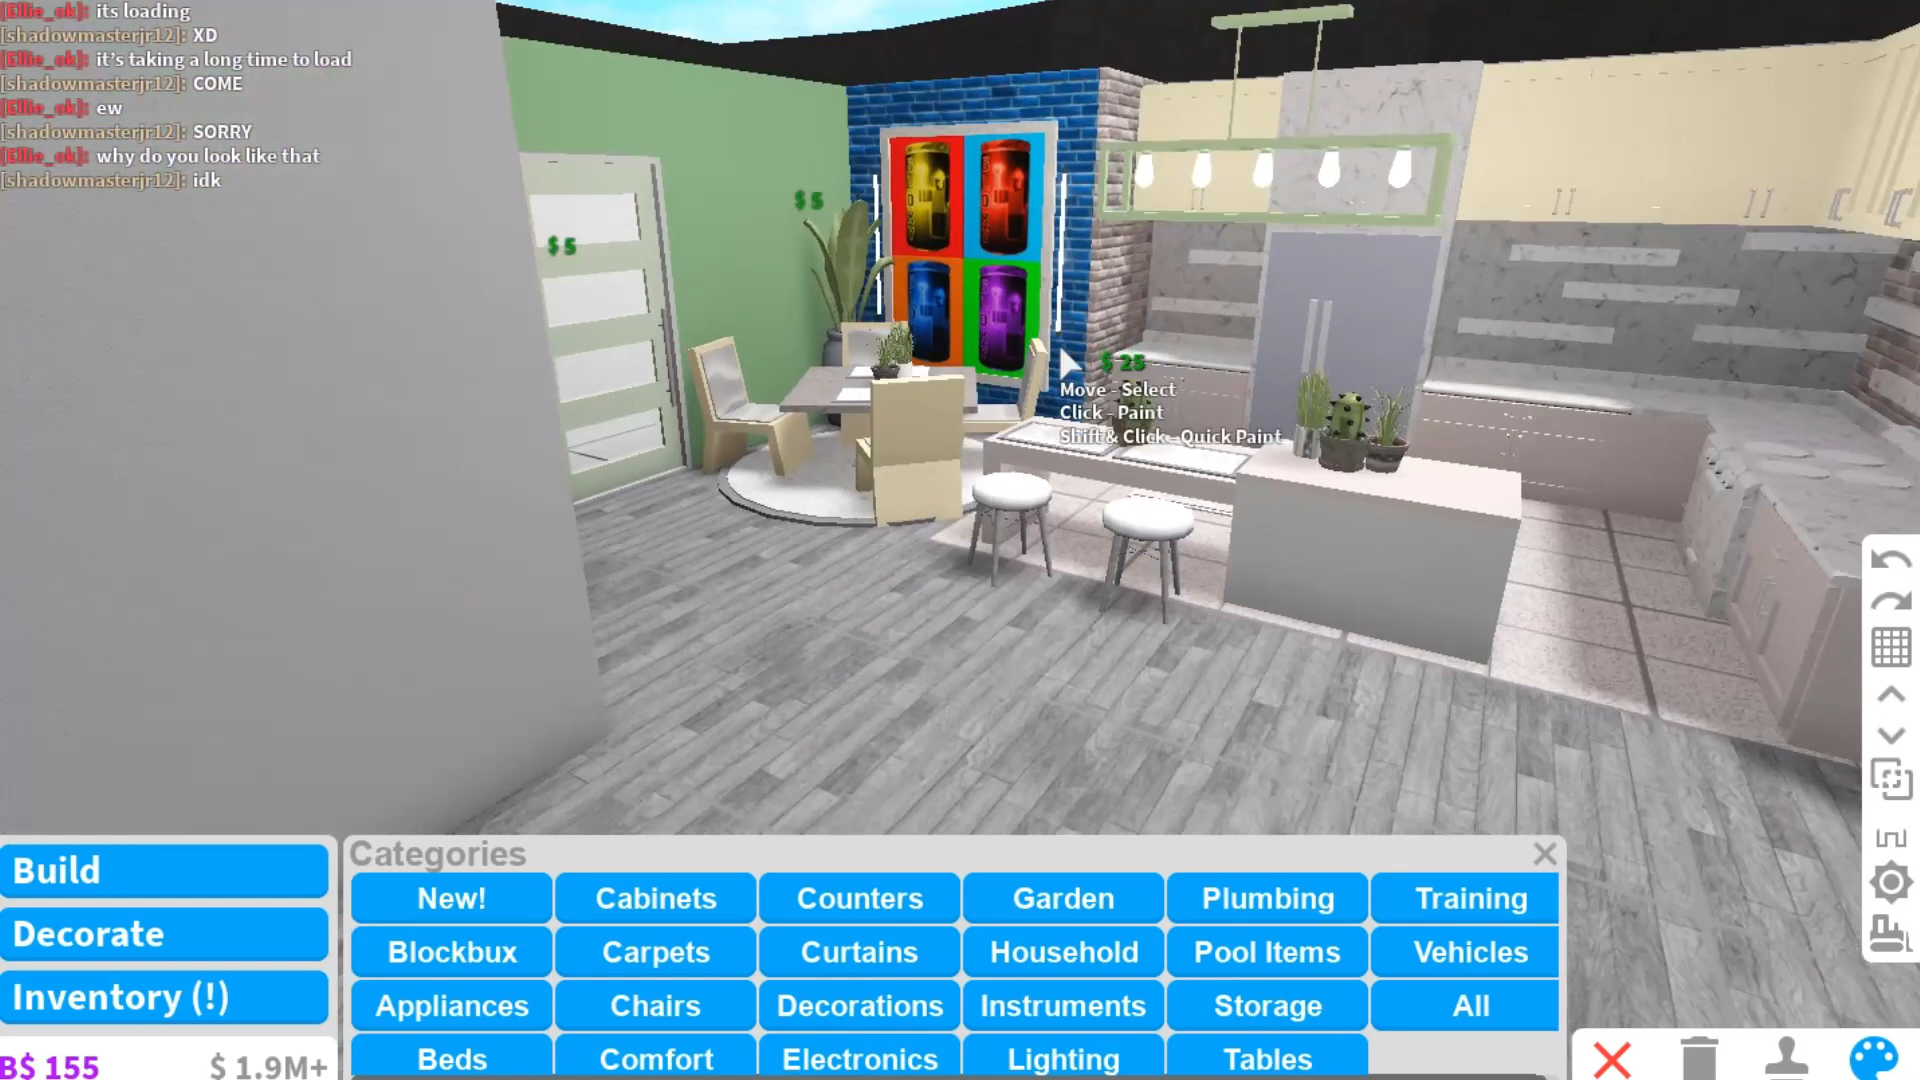 [Ellie_ok]: its loading
[shadowmasterjr12]: XD
[Ellie_ok]: it's taking a long time to load
[shadowmasterjr12]: COME
[Ellie_ok]: ew
[shadowmasterjr12]: SORRY
[Ellie_ok]: why do you look like that
[shadowmasterjr12]: idk
$ 5
$ 5
$ 25
Move - Select
Click - Paint
Shift & Click - Quick Paint
Build
Decorate
Inventory (!)
B$ 155
$ 1.9M+
Categories
New!
Cabinets
Counters
Garden
Plumbing
Training
Blockbux
Carpets
Curtains
Household
Pool Items
Vehicles
Appliances
Chairs
Decorations
Instruments
Storage
All
Beds
Comfort
Electronics
Lighting
Tables